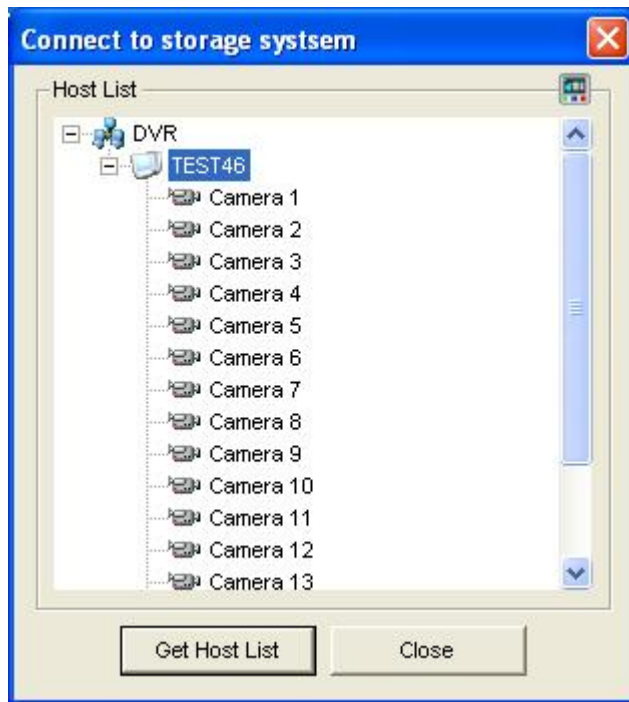 Connect to storage systsem
Host List
DVR
TEST46
Camera 1
Camera 2
Camera 3
Camera 4
Camera 5
Camera 6
Camera 7
Camera 8
Camera 9
Camera 10
Camera 11
Camera 12
Camera 13
Get Host List
Close